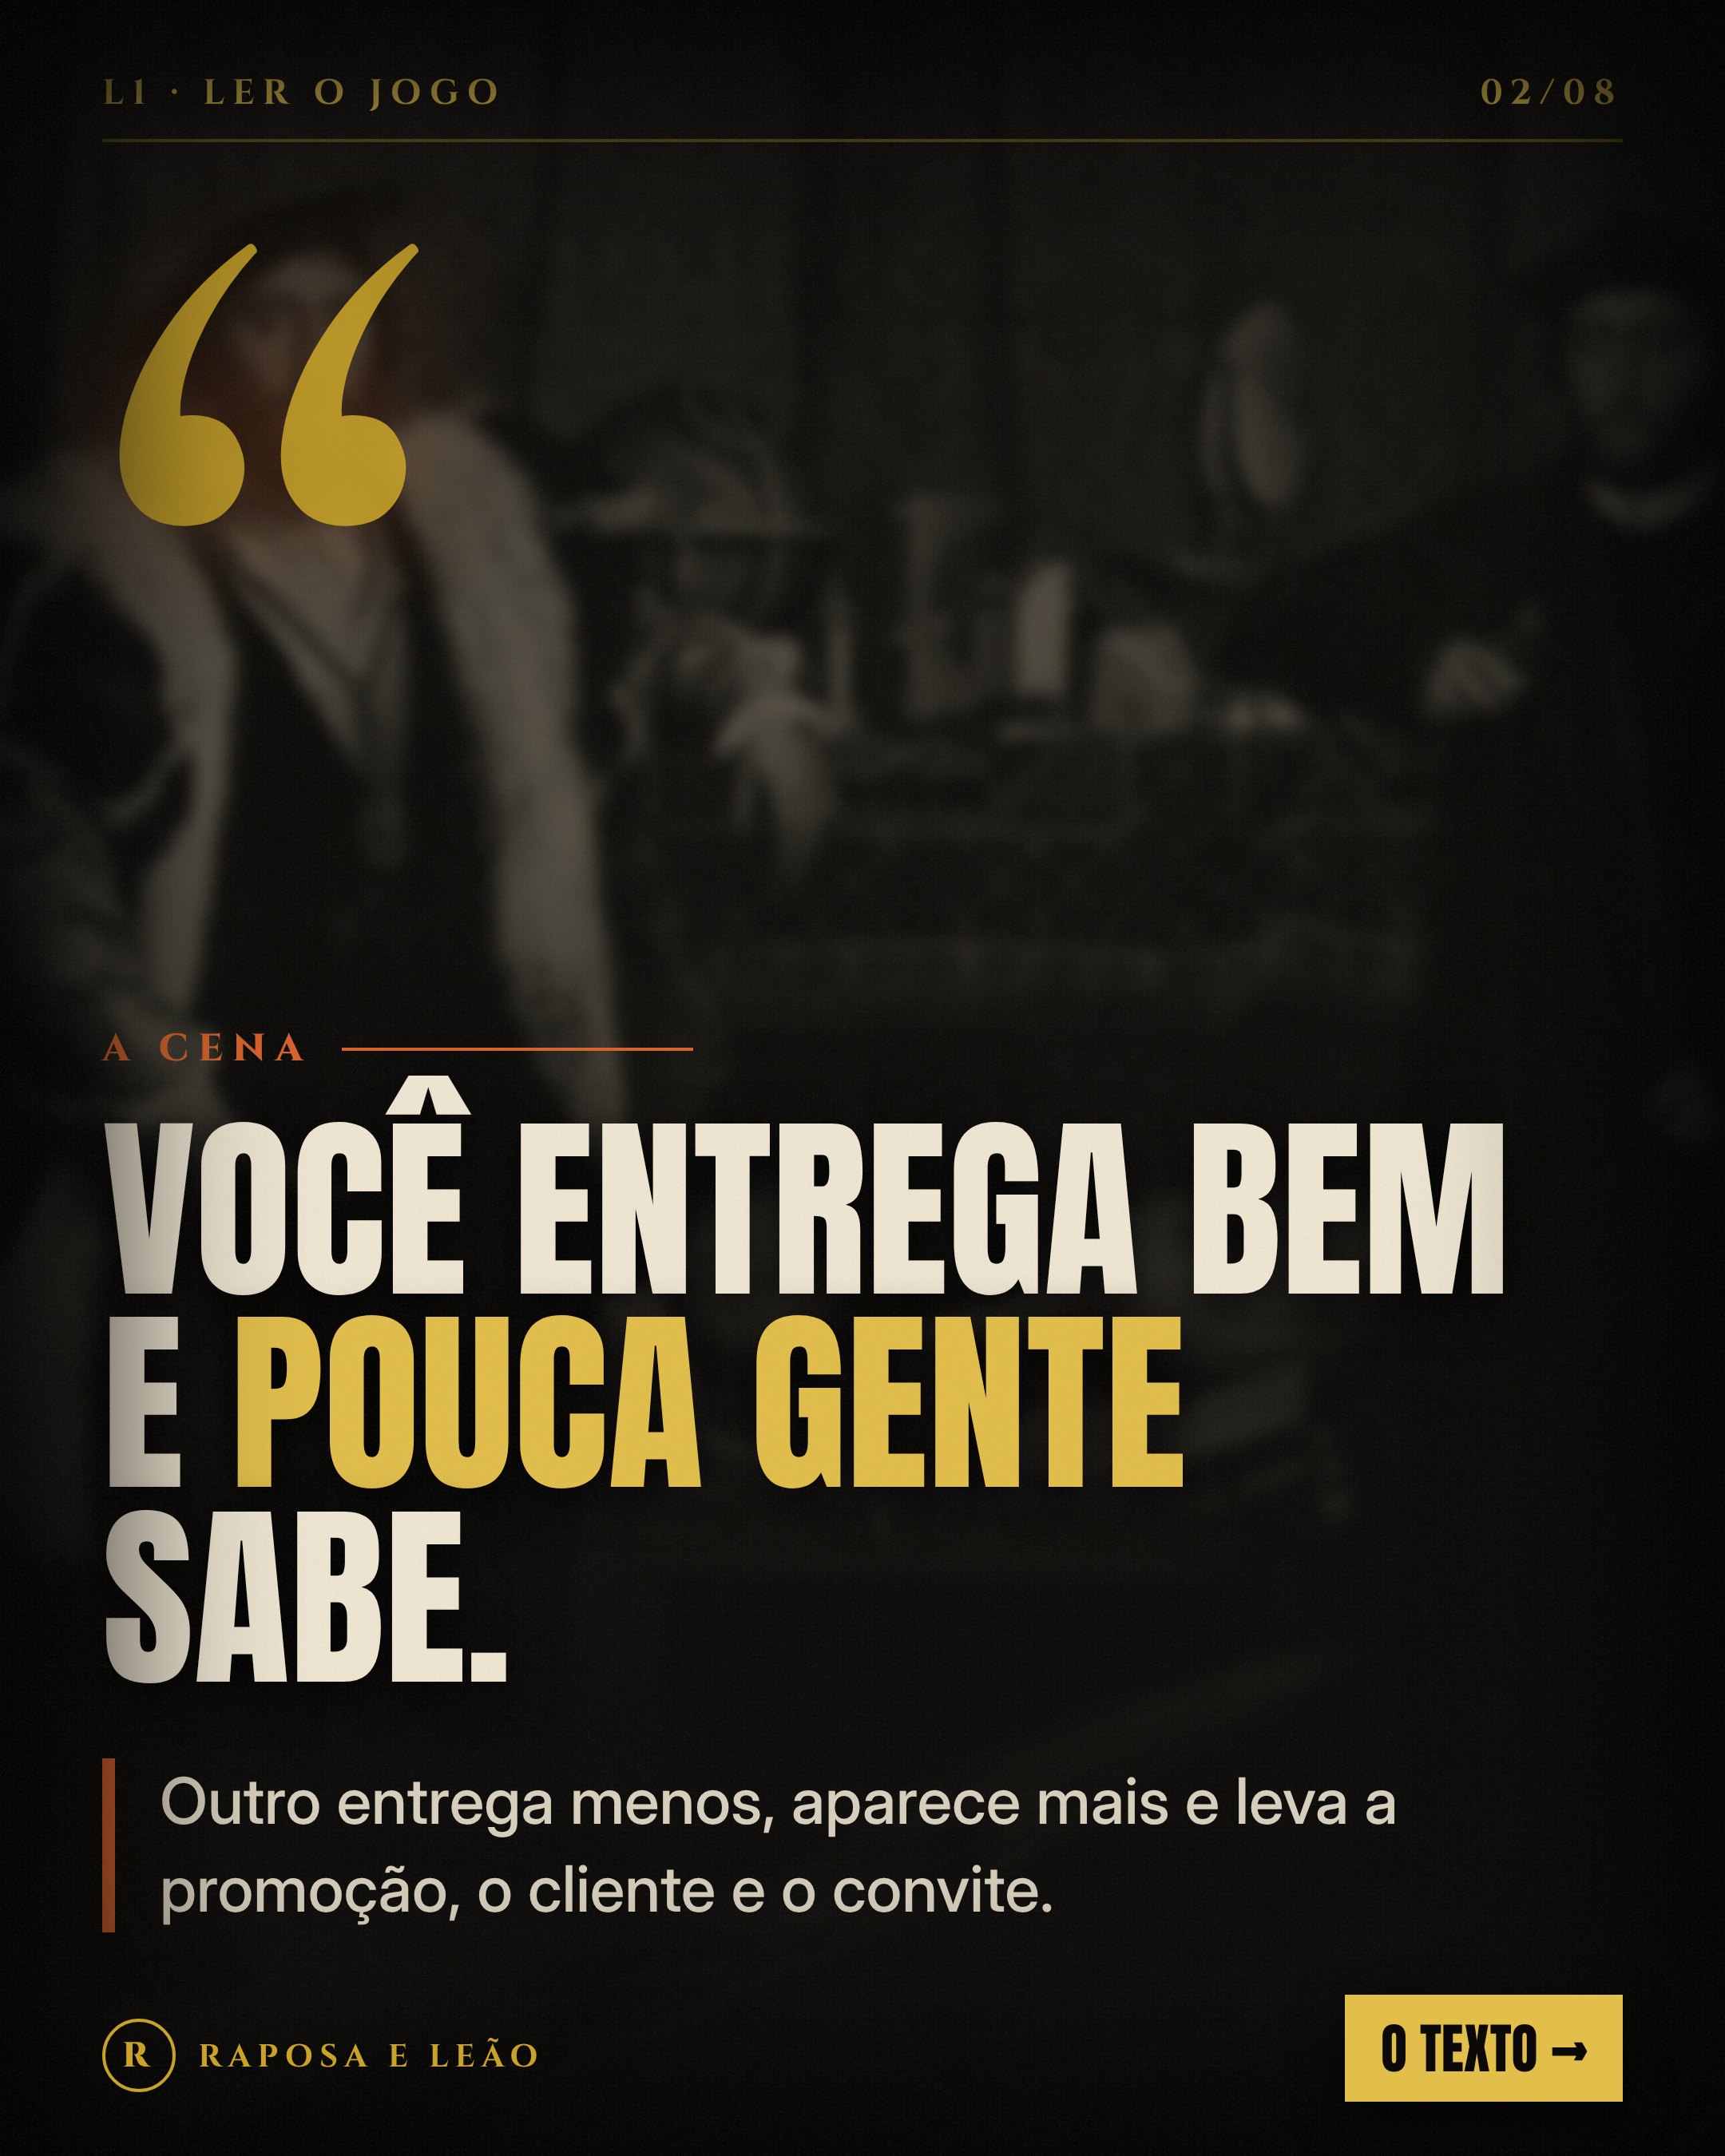 L1 · LER O JOGO
02/08
“
A CENA
VOCÊ ENTREGA BEM
E POUCA GENTE
SABE.
Outro entrega menos, aparece mais e leva a
promoção, o cliente e o convite.
R RAPOSA E LEÃO
O TEXTO →